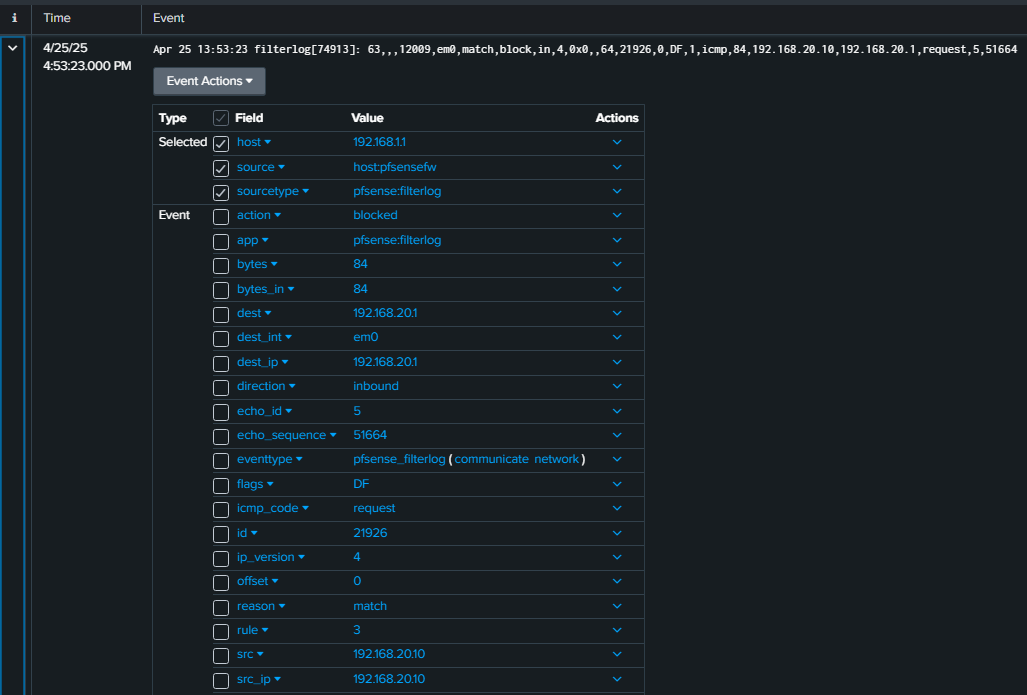 i Time Event
4/25/25 Apr 25 13:53:23 filterlog[74913]: 63,,,12009,em0,match,block,in,4,0x0,,64,21926,0,DF,1,icmp,84,192.168.20.10,192.168.20.1,request,5,51664
4:53:23.000 PM
Event Actions
Type Field Value Actions
Selected host 192.168.1.1
source host:pfsensefw
sourcetype pfsense:filterlog
Event action blocked
app pfsense:filterlog
bytes 84
bytes_in 84
dest 192.168.20.1
dest_int em0
dest_ip 192.168.20.1
direction inbound
echo_id 5
echo_sequence 51664
eventtype pfsense_filterlog ( communicate network )
flags DF
icmp_code request
id 21926
ip_version 4
offset 0
reason match
rule 3
src 192.168.20.10
src_ip 192.168.20.10